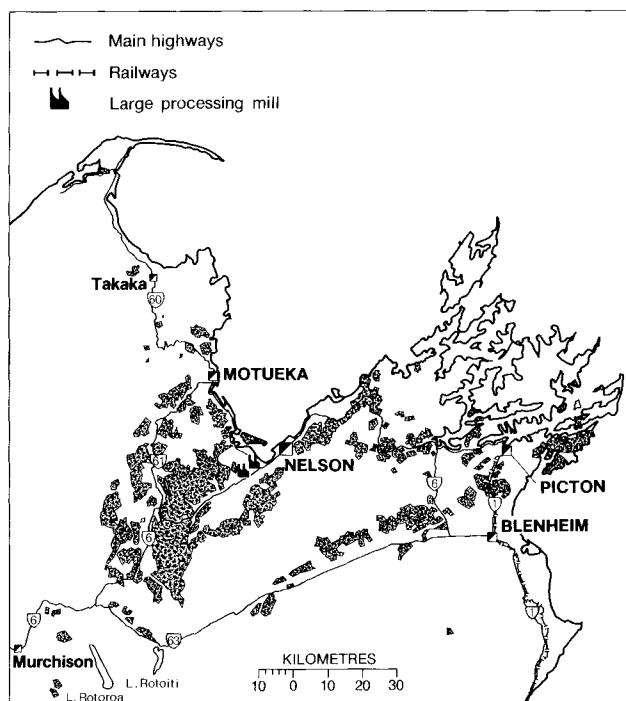 Main highways
Railways
Large processing mill
Takaka
60
MOTUEKA
61
NELSON
6
PICTON
1
BLENHEIM
6
6
63
1
Murchison
L. Rotoroa
L. Rotoiti
KILOMETRES
10 0 10 20 30